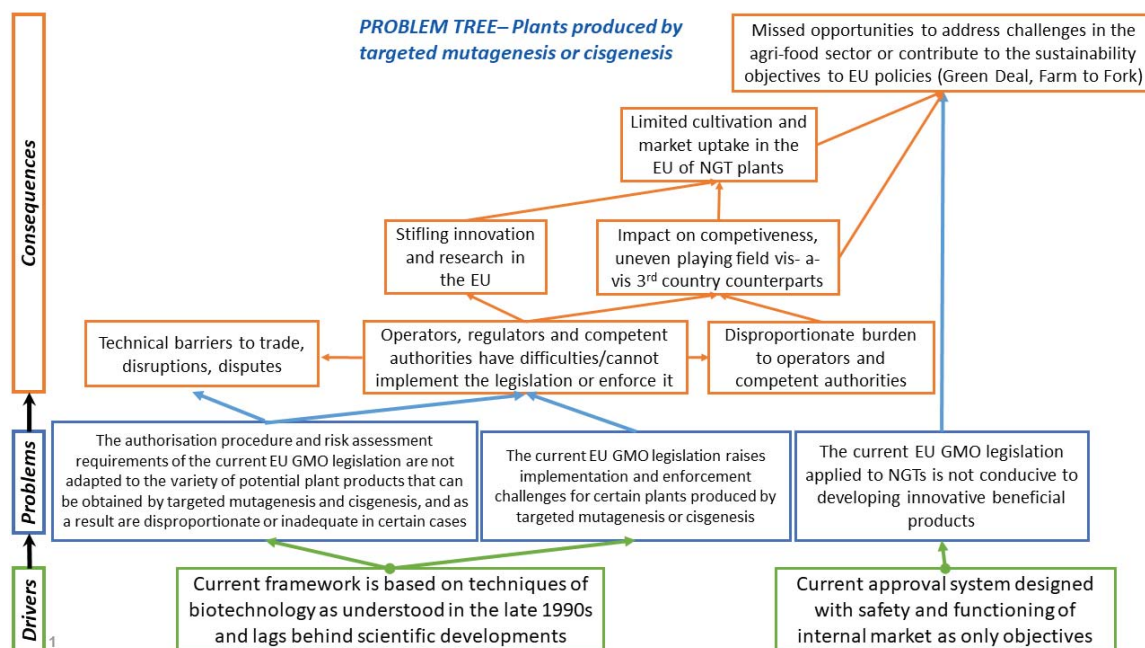 PROBLEM TREE– Plants produced by
targeted mutagenesis or cisgenesis
Missed opportunities to address challenges in the
agri-food sector or contribute to the sustainability
objectives to EU policies (Green Deal, Farm to Fork)
Consequences
Limited cultivation and
market uptake in the
EU of NGT plants
Stifling innovation
and research in
the EU
Impact on competiveness,
uneven playing field vis- a-
vis 3rd country counterparts
Technical barriers to trade,
disruptions, disputes
Operators, regulators and competent
authorities have difficulties/cannot
implement the legislation or enforce it
Disproportionate burden
to operators and
competent authorities
Problems
The authorisation procedure and risk assessment
requirements of the current EU GMO legislation are not
adapted to the variety of potential plant products that can
be obtained by targeted mutagenesis and cisgenesis, and as
a result are disproportionate or inadequate in certain cases
The current EU GMO legislation raises
implementation and enforcement
challenges for certain plants produced by
targeted mutagenesis or cisgenesis
The current EU GMO legislation
applied to NGTs is not conducive to
developing innovative beneficial
products
Drivers
Current framework is based on techniques of
biotechnology as understood in the late 1990s
and lags behind scientific developments
Current approval system designed
with safety and functioning of
internal market as only objectives
1